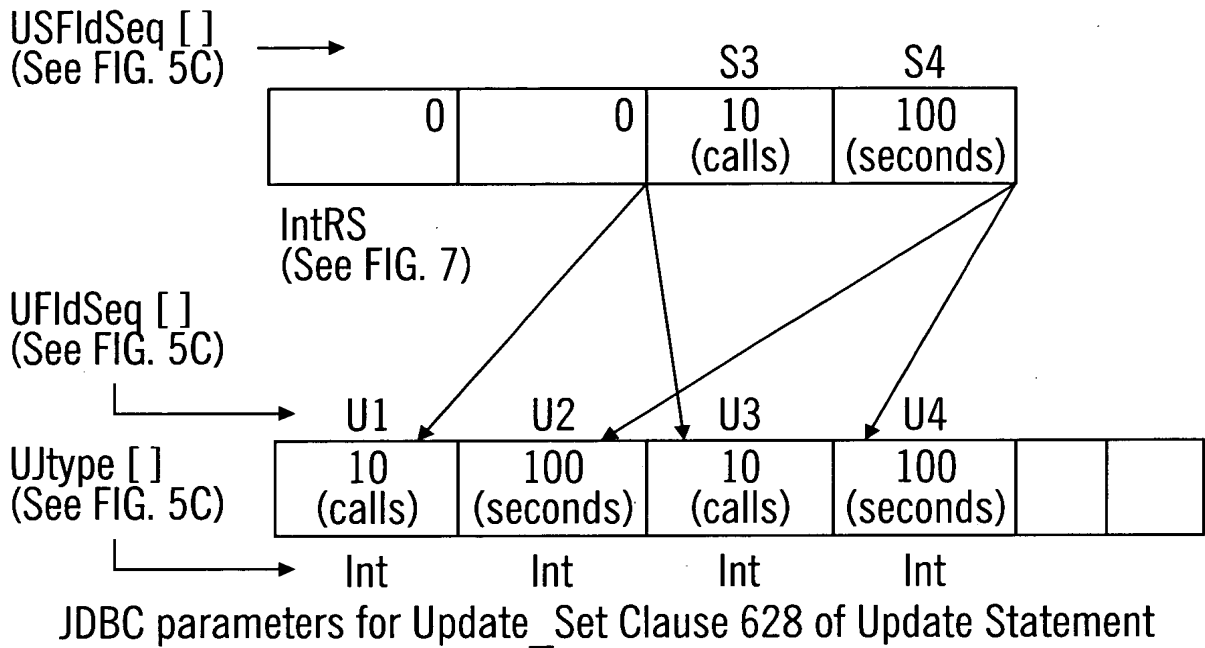 USFldSeq [ ]
(See FIG. 5C)
S3 S4
0 0 10 100
(calls) (seconds)
IntRS
(See FIG. 7)
UFldSeq [ ]
(See FIG. 5C)
U1 U2 U3 U4
UJtype [ ]
(See FIG. 5C)
10 100 10 100
(calls) (seconds) (calls) (seconds)
Int Int Int Int
JDBC parameters for Update_Set Clause 628 of Update Statement